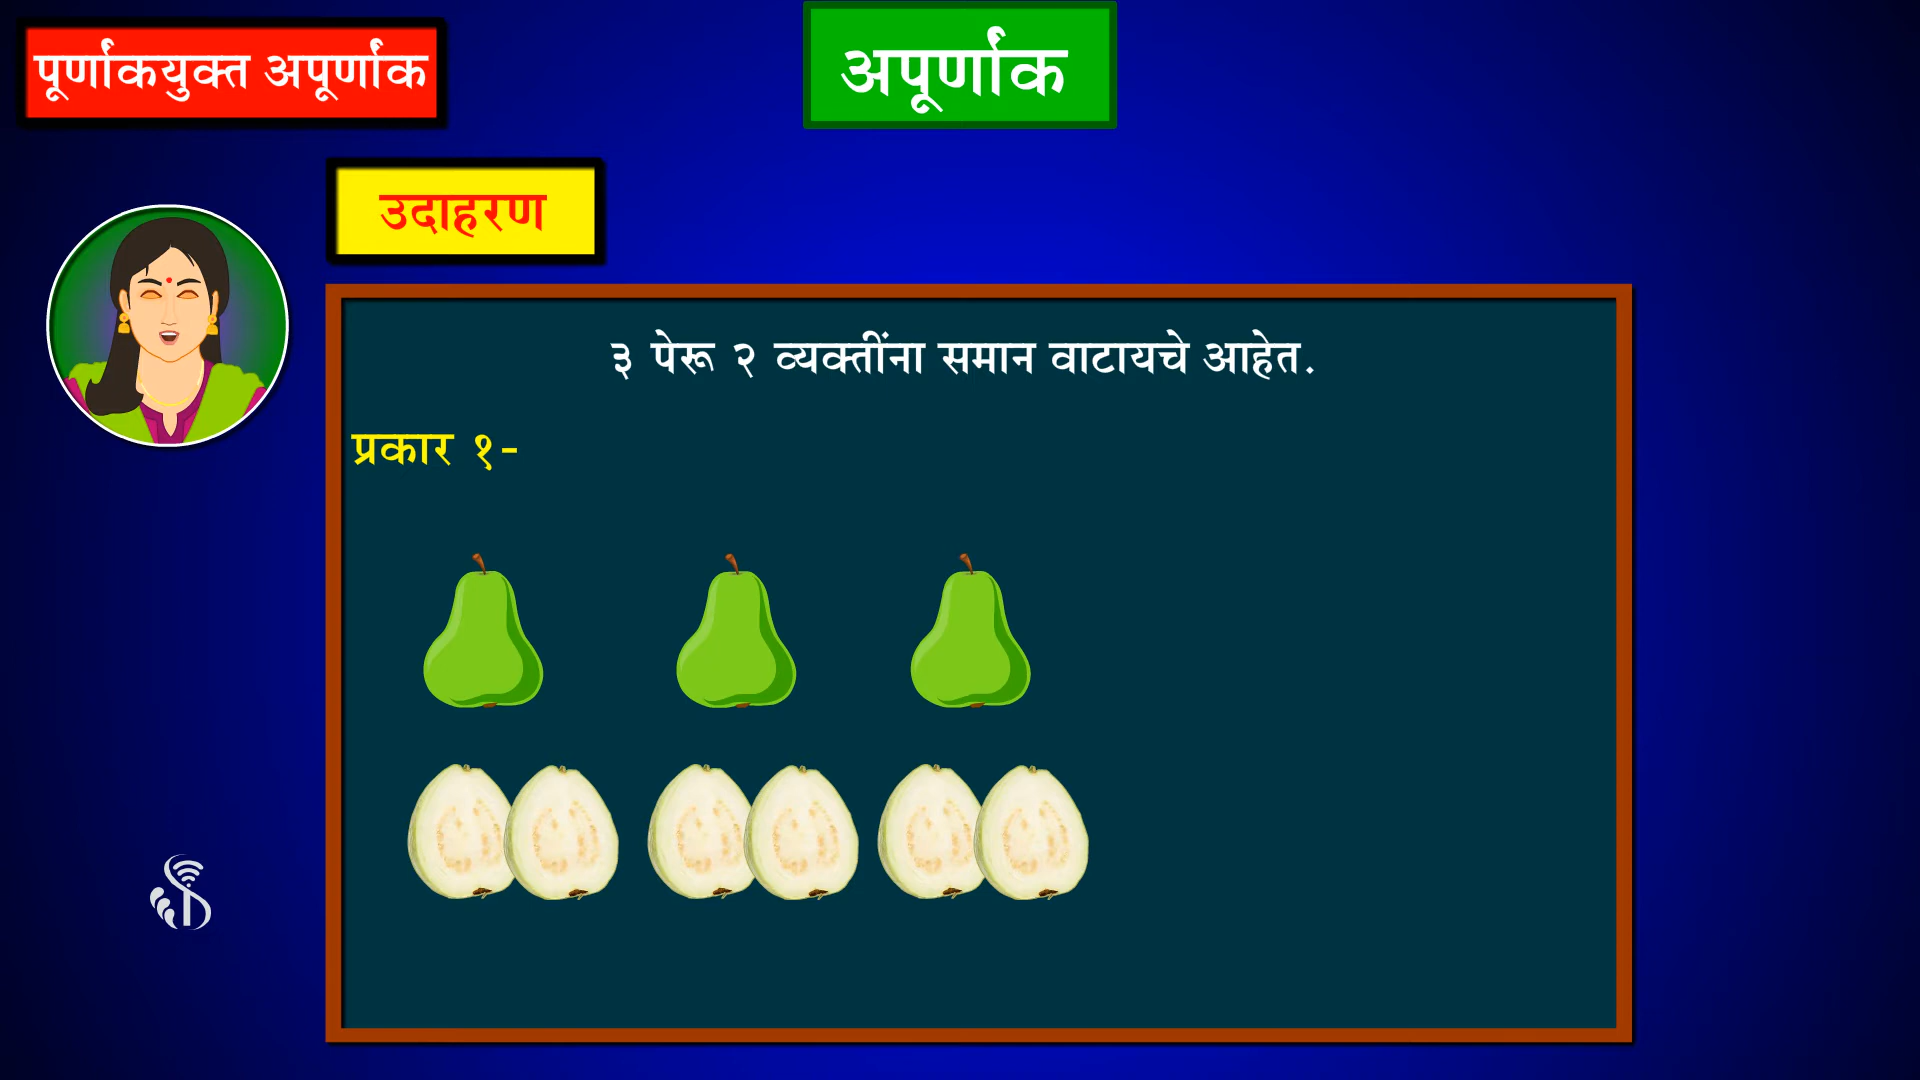 पूर्णांकयुक्त अपूर्णांक
अपूर्णांक
उदाहरण
३ पेरू २ व्यक्तींना समान वाटायचे आहेत.
प्रकार १-